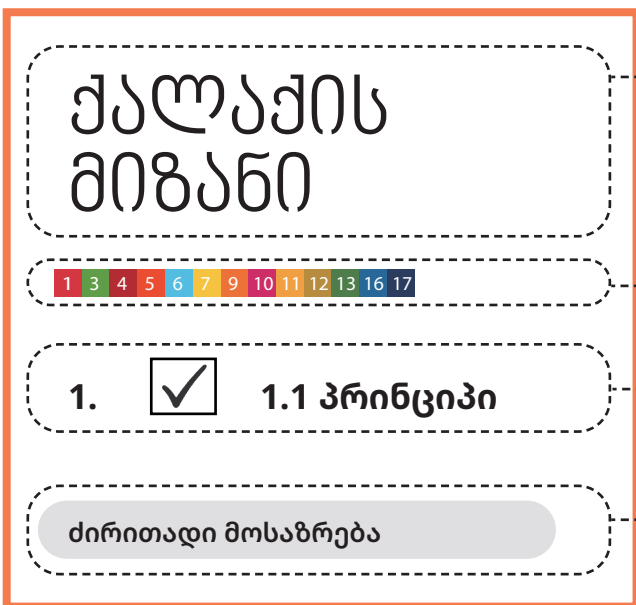 ქალაქის
მიზანი
1 3 4 5 6 7 9 10 11 12 13 16 17
1. 1.1 პრინციპი
ძირითადი მოსაზრება